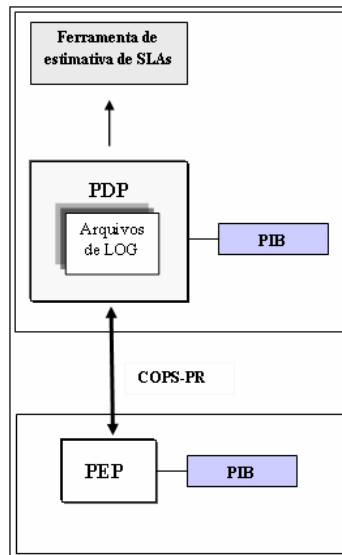 Ferramenta de
estimativa de SLAs
PDP
Arquivos
de LOG
PIB
COPS-PR
PEP
PIB